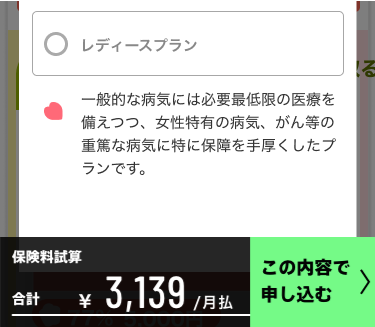 レディースプラン
一般的な病気には必要最低限の医療を
備えつつ、女性特有の病気、がん等の
重篤な病気に特に保障を手厚くしたプ
ランです。
保険料試算
合計 ¥ 3,139 /月払
この内容で
申し込む